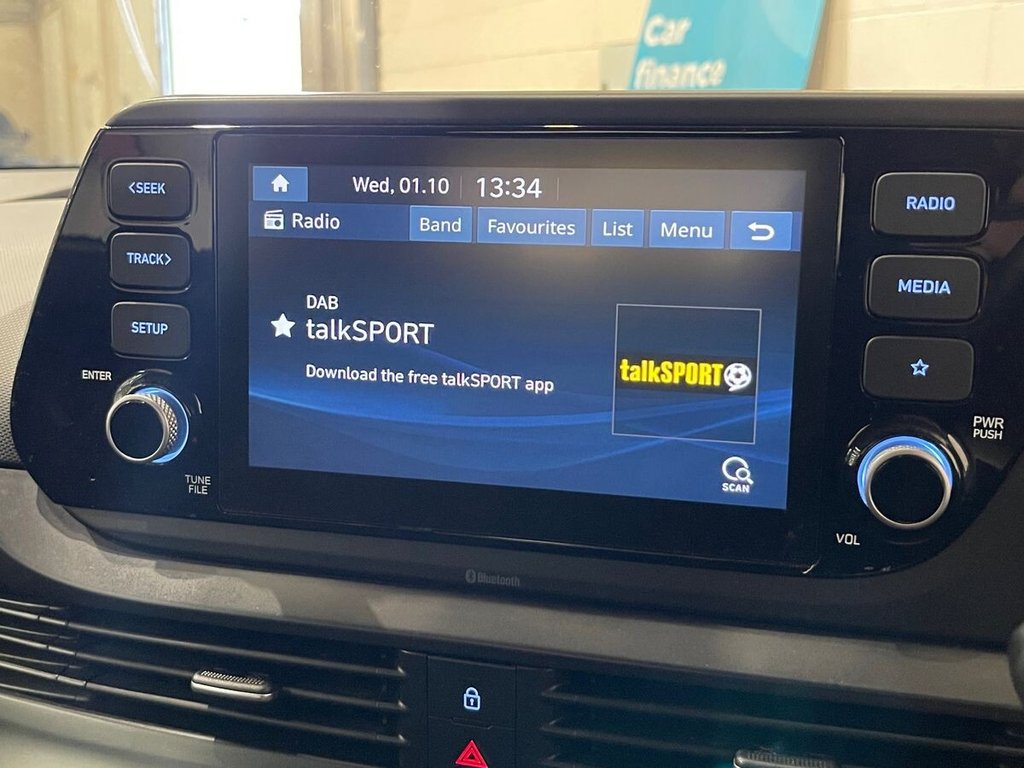 Car
finance
<SEEK
TRACK>
SETUP
ENTER
TUNE
FILE
Wed, 01.10 13:34
Radio Band Favourites List Menu
DAB
talkSPORT
Download the free talkSPORT app
talkSPORT
SCAN
RADIO
MEDIA
PWR
PUSH
VOL
Bluetooth